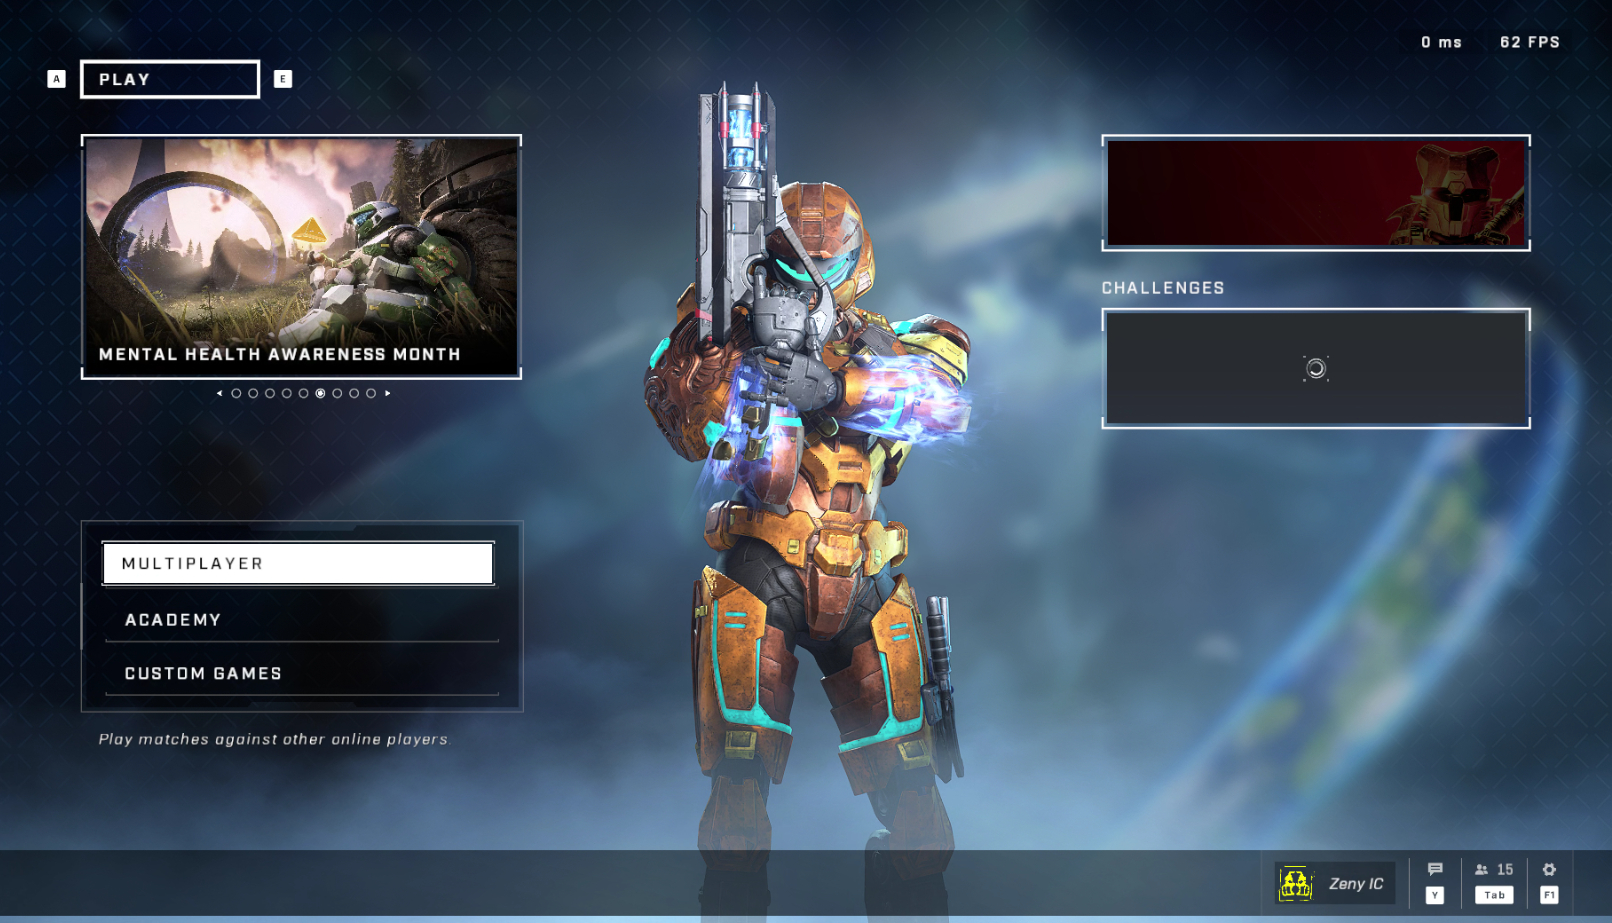 0 ms 62 FPS
A PLAY E
MENTAL HEALTH AWARENESS MONTH
CHALLENGES
MULTIPLAYER
ACADEMY
CUSTOM GAMES
Play matches against other online players.
Zeny IC
15
Y Tab F1